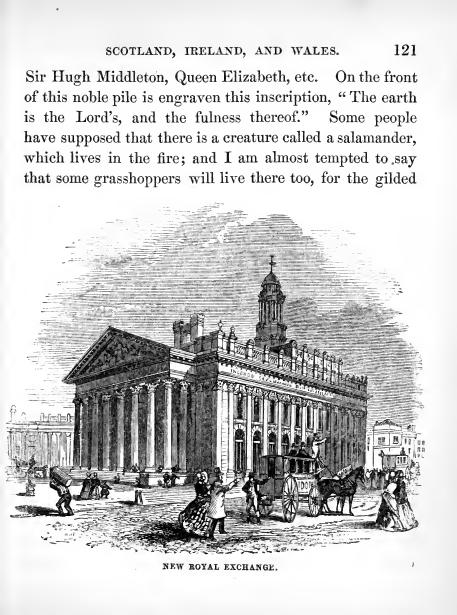 SCOTLAND, IRELAND, AND WALES. 121
Sir Hugh Middleton, Queen Elizabeth, etc. On the front
of this noble pile is engraven this inscription, "The earth
is the Lord's, and the fulness thereof." Some people
have supposed that there is a creature called a salamander,
which lives in the fire; and I am almost tempted to say
that some grasshoppers will live there too, for the gilded
NEW ROYAL EXCHANGE.